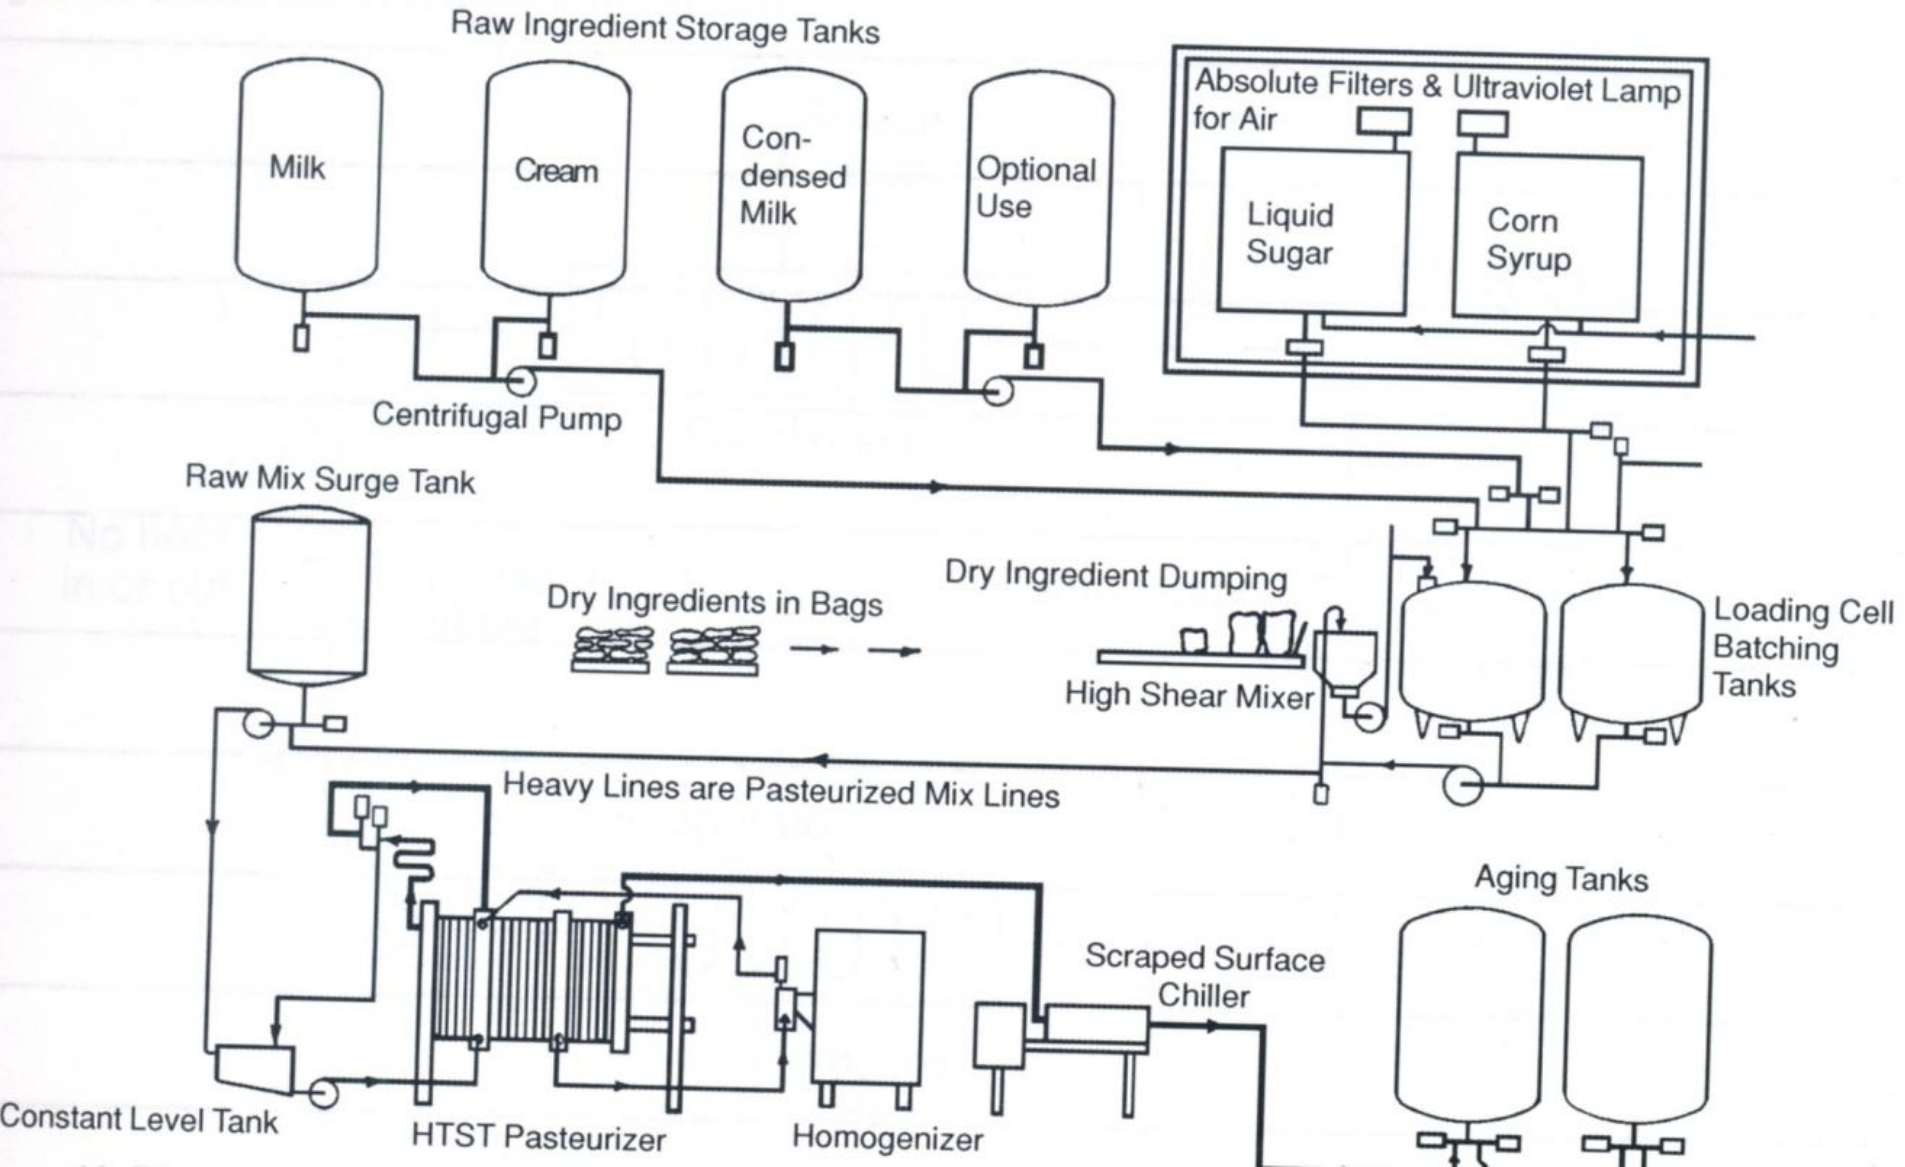 Raw Ingredient Storage Tanks
Milk
Cream
Con-
densed
Milk
Optional
Use
Absolute Filters & Ultraviolet Lamp
for Air
Liquid
Sugar
Corn
Syrup
Centrifugal Pump
Raw Mix Surge Tank
Dry Ingredients in Bags
Dry Ingredient Dumping
High Shear Mixer
Loading Cell
Batching
Tanks
Heavy Lines are Pasteurized Mix Lines
Aging Tanks
Scraped Surface
Chiller
Constant Level Tank
HTST Pasteurizer
Homogenizer